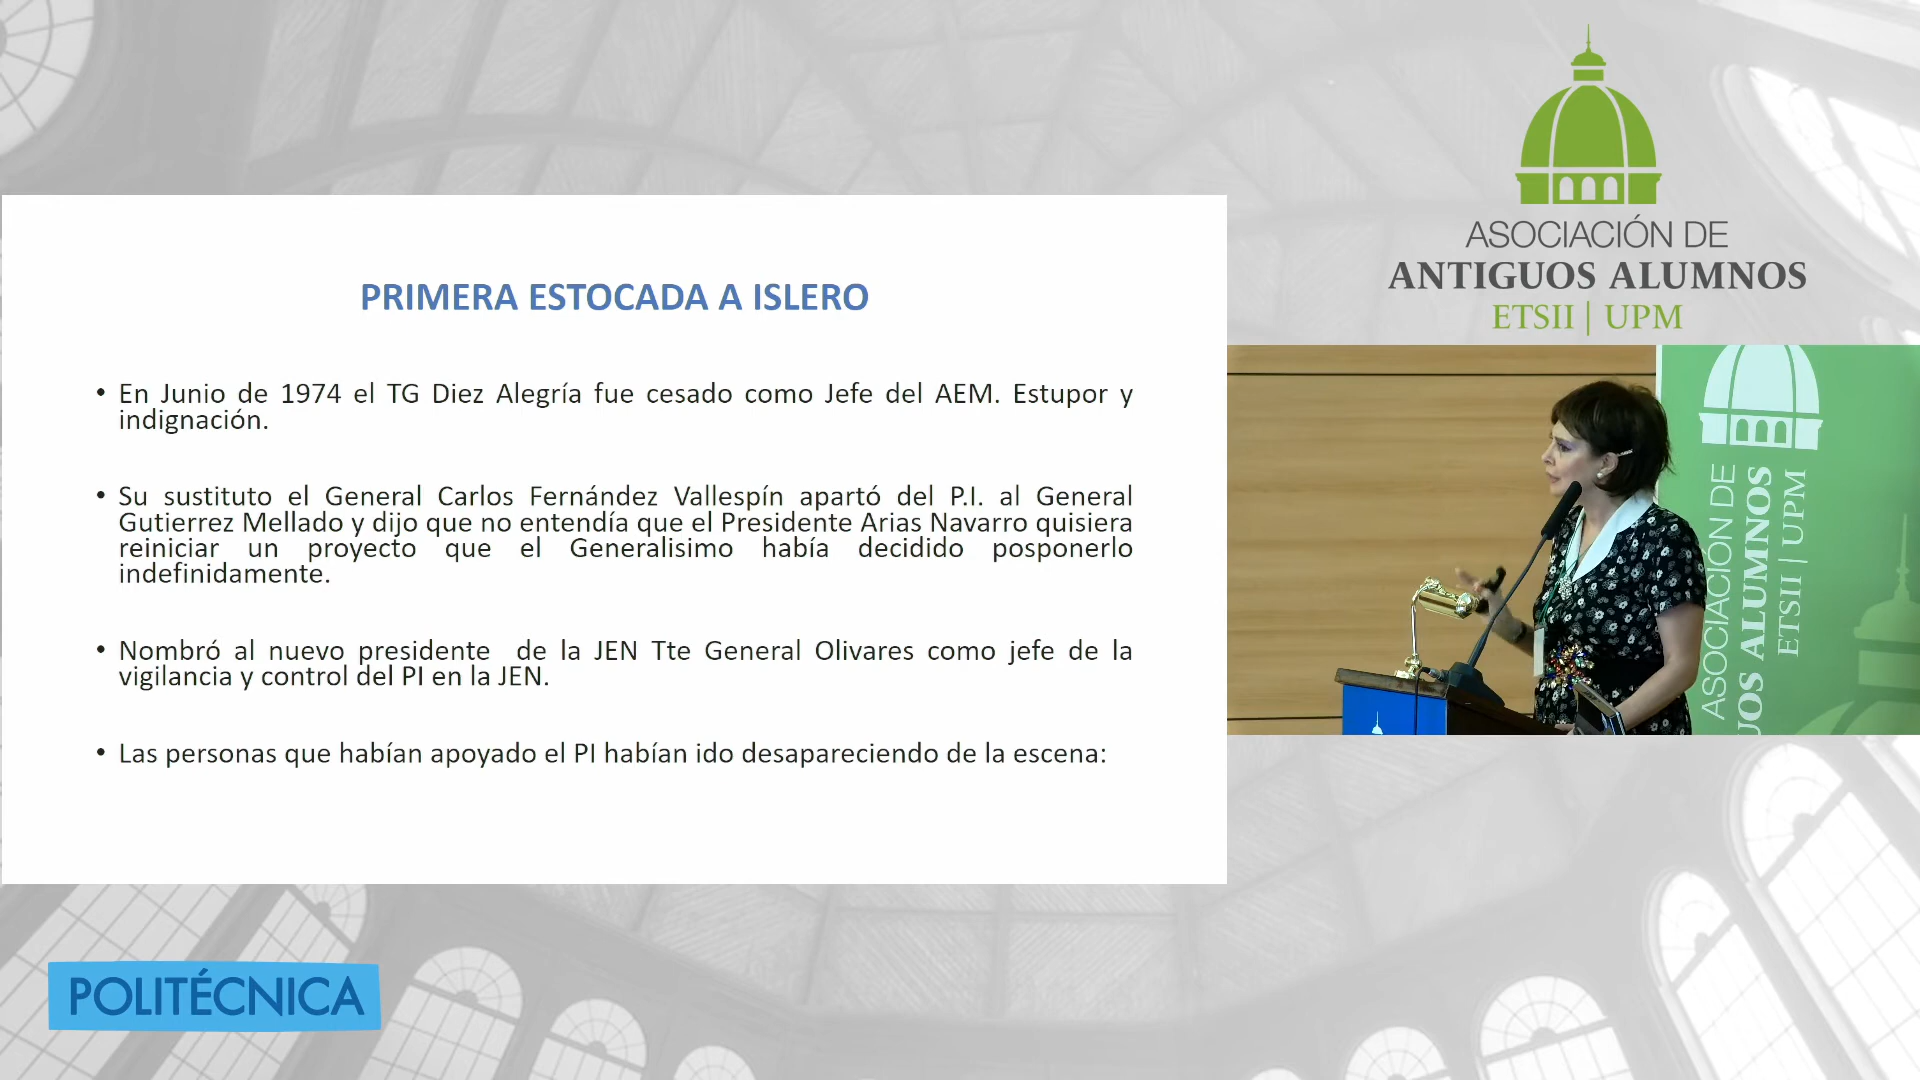 PRIMERA ESTOCADA A ISLERO
• En Junio de 1974 el TG Diez Alegría fue cesado como Jefe del AEM. Estupor y
indignación.
• Su sustituto el General Carlos Fernández Vallespín apartó del P.I. al General
Gutierrez Mellado y dijo que no entendía que el Presidente Arias Navarro quisiera
reiniciar un proyecto que el Generalisimo había decidido posponerlo
indefinidamente.
• Nombró al nuevo presidente de la JEN Tte General Olivares como jefe de la
vigilancia y control del PI en la JEN.
• Las personas que habían apoyado el PI habían ido desapareciendo de la escena:
ASOCIACIÓN DE
ANTIGUOS ALUMNOS
ETSII | UPM
ASOCIACIÓN DE
UOS ALUMNOS
ETSII | UPM
POLITÉCNICA